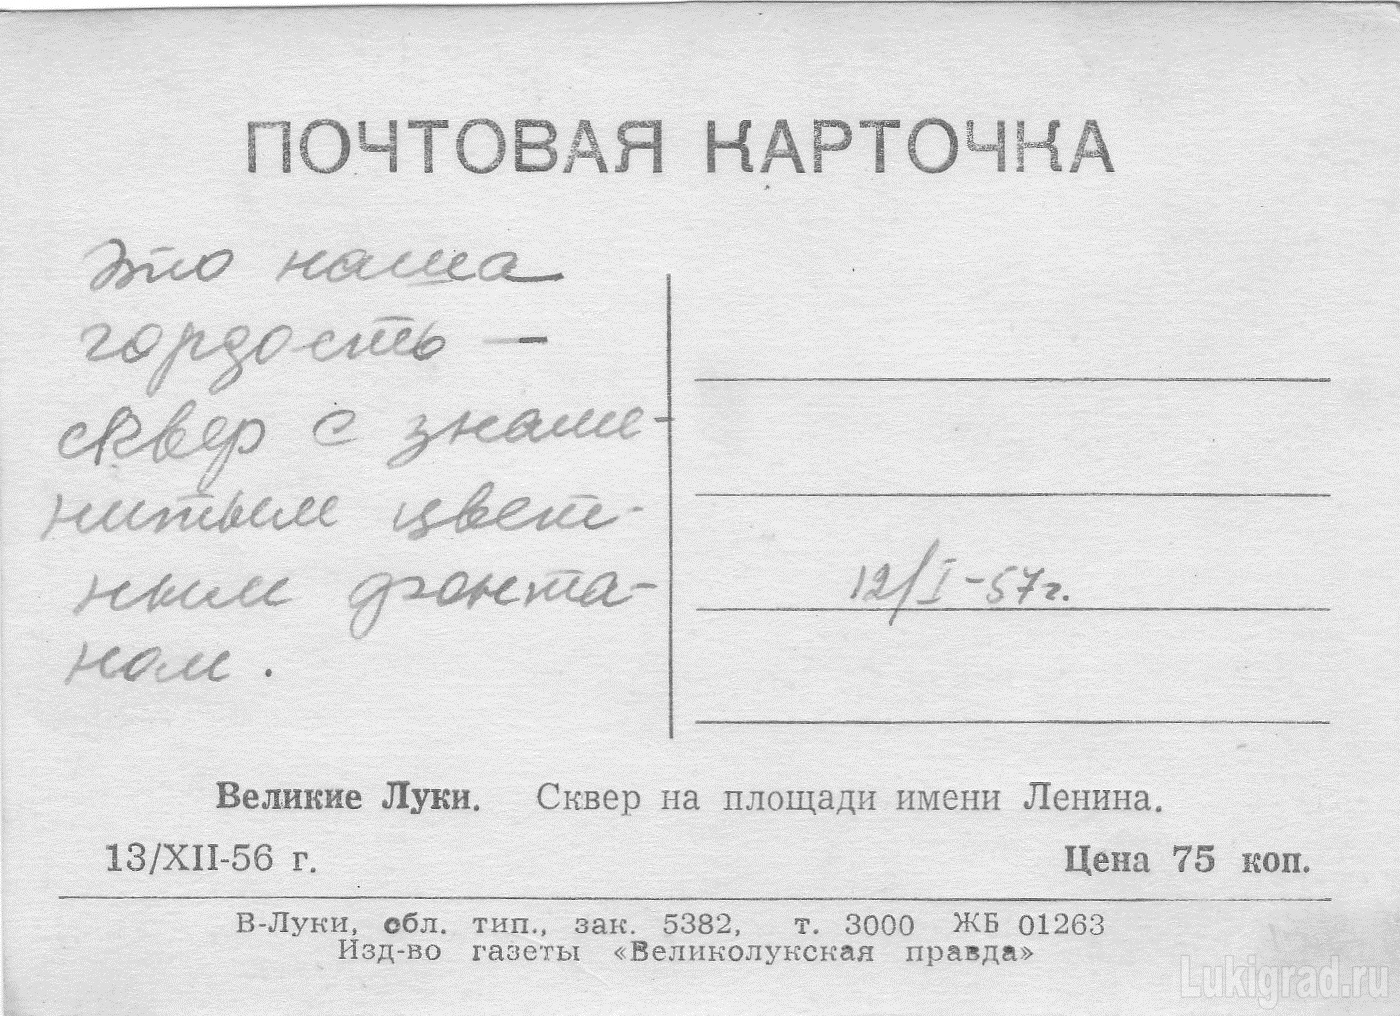 ПОЧТОВАЯ КАРТОЧКА
Это наша
гордость —
сквер с знаме-
нитым цвет-
ным фонта-
ном.
12/I-57г.
Великие Луки. Сквер на площади имени Ленина.
13/XII-56 г. Цена 75 коп.
В-Луки, обл. тип., зак. 5382, т. 3000 ЖБ 01263
Изд-во газеты «Великолукская правда»
Lukigrad.ru